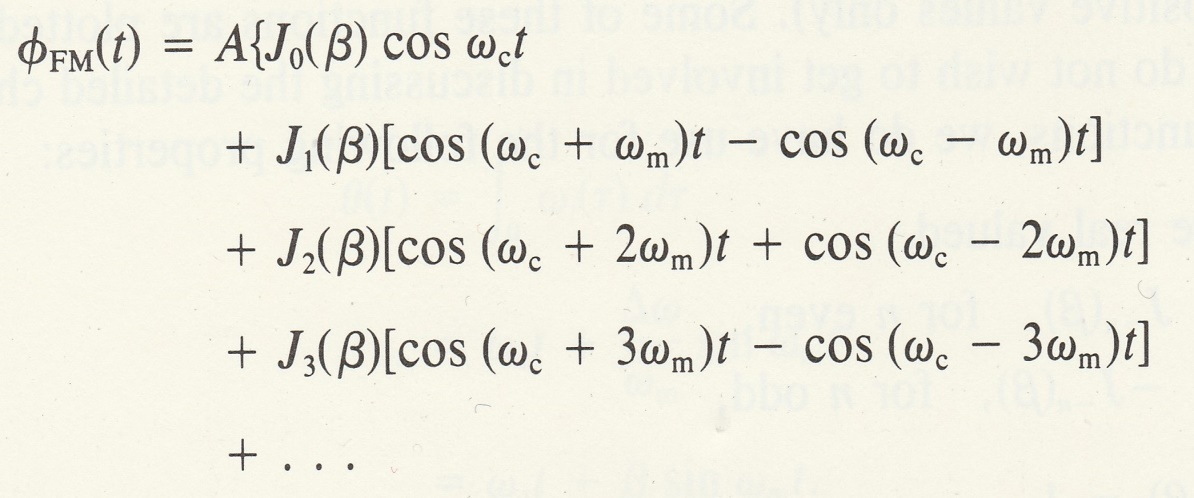 ϕFM(t) = A{J₀(β) cos ω_c t
+ J₁(β)[cos (ω_c + ω_m)t − cos (ω_c − ω_m)t]
+ J₂(β)[cos (ω_c + 2ω_m)t + cos (ω_c − 2ω_m)t]
+ J₃(β)[cos (ω_c + 3ω_m)t − cos (ω_c − 3ω_m)t]
+ . . .